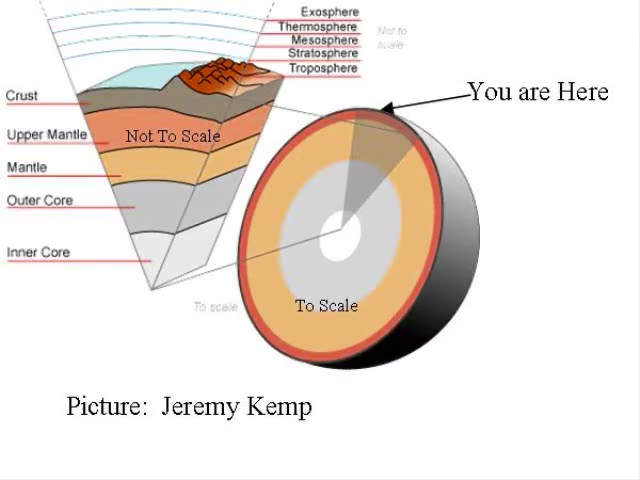 Exosphere
Thermosphere
Mesosphere
Stratosphere
Troposphere
Not to
scale
You are Here
Crust
Upper Mantle
Not To Scale
Mantle
Outer Core
Inner Core
To scale
To Scale
Picture: Jeremy Kemp